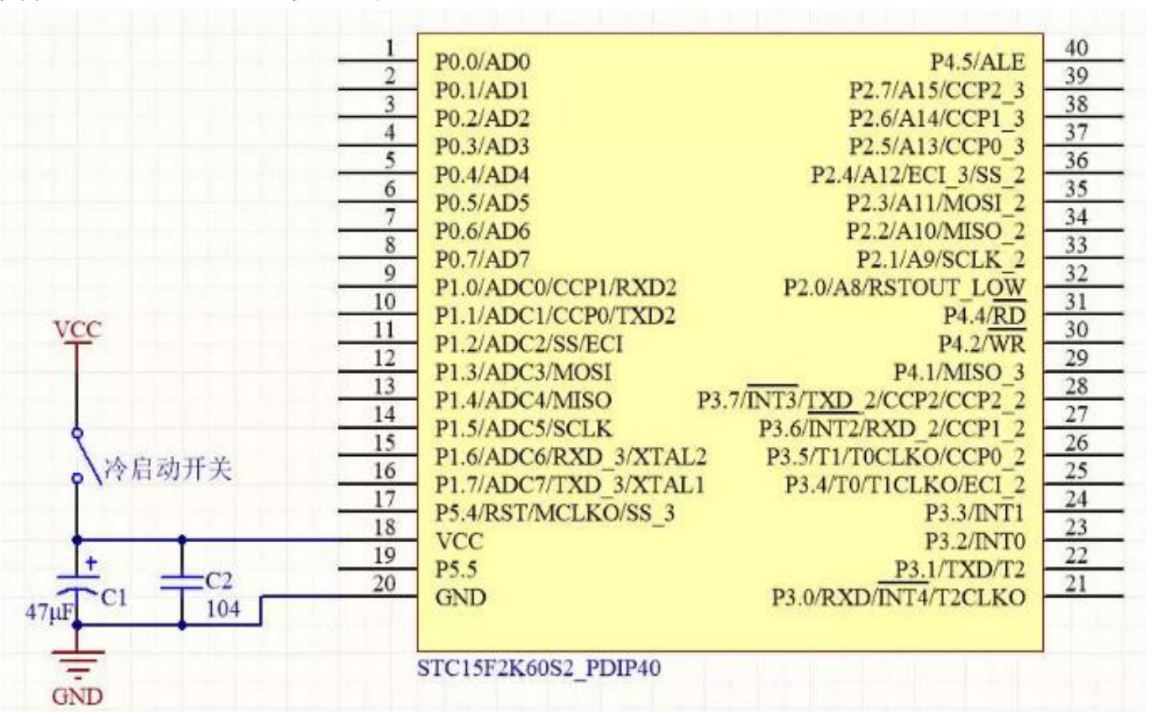 1 P0.0/AD0 P4.5/ALE 40
2 P0.1/AD1 P2.7/A15/CCP2_3 39
3 P0.2/AD2 P2.6/A14/CCP1_3 38
4 P0.3/AD3 P2.5/A13/CCP0_3 37
5 P0.4/AD4 P2.4/A12/ECI_3/SS_2 36
6 P0.5/AD5 P2.3/A11/MOSI_2 35
7 P0.6/AD6 P2.2/A10/MISO_2 34
8 P0.7/AD7 P2.1/A9/SCLK_2 33
9 P1.0/ADC0/CCP1/RXD2 P2.0/A8/RSTOUT_LOW 32
10 P1.1/ADC1/CCP0/TXD2 P4.4/RD 31
VCC
11 P1.2/ADC2/SS/ECI P4.2/WR 30
12 P1.3/ADC3/MOSI P4.1/MISO_3 29
13 P1.4/ADC4/MISO P3.7/INT3/TXD_2/CCP2/CCP2_2 28
14 P1.5/ADC5/SCLK P3.6/INT2/RXD_2/CCP1_2 27
15 P1.6/ADC6/RXD_3/XTAL2 P3.5/T1/T0CLKO/CCP0_2 26
冷启动开关
16 P1.7/ADC7/TXD_3/XTAL1 P3.4/T0/T1CLKO/ECI_2 25
17 P5.4/RST/MCLKO/SS_3 P3.3/INT1 24
18 VCC P3.2/INT0 23
19 P5.5 P3.1/TXD/T2 22
20 GND P3.0/RXD/INT4/T2CLKO 21
+
C1
47μF
C2
104
GND
STC15F2K60S2_PDIP40